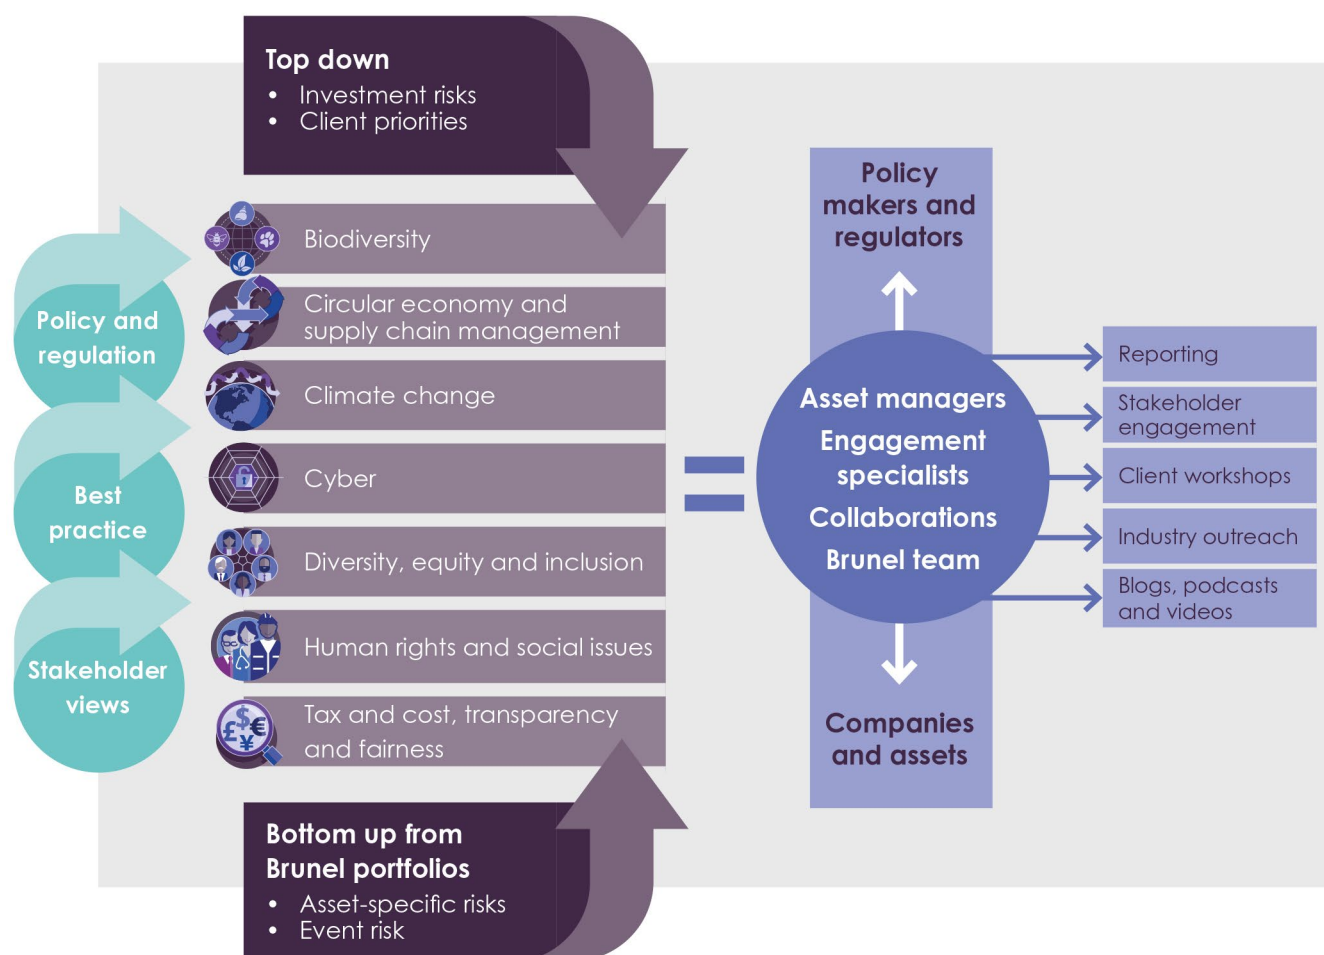 Top down
• Investment risks
• Client priorities
Policy and
regulation
Best
practice
Stakeholder
views
Biodiversity
Circular economy and
supply chain management
Climate change
Cyber
Diversity, equity and inclusion
Human rights and social issues
Tax and cost, transparency
and fairness
£ $ € ¥
Bottom up from
Brunel portfolios
• Asset-specific risks
• Event risk
=
Policy
makers and
regulators
Asset managers
Engagement
specialists
Collaborations
Brunel team
Companies
and assets
Reporting
Stakeholder
engagement
Client workshops
Industry outreach
Blogs, podcasts
and videos